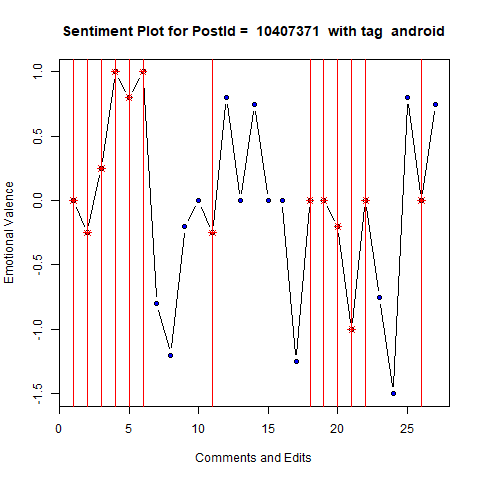 Sentiment Plot for PostId = 10407371 with tag android
Emotional Valence
1.0
0.5
0.0
-0.5
-1.0
-1.5
0 5 10 15 20 25
Comments and Edits